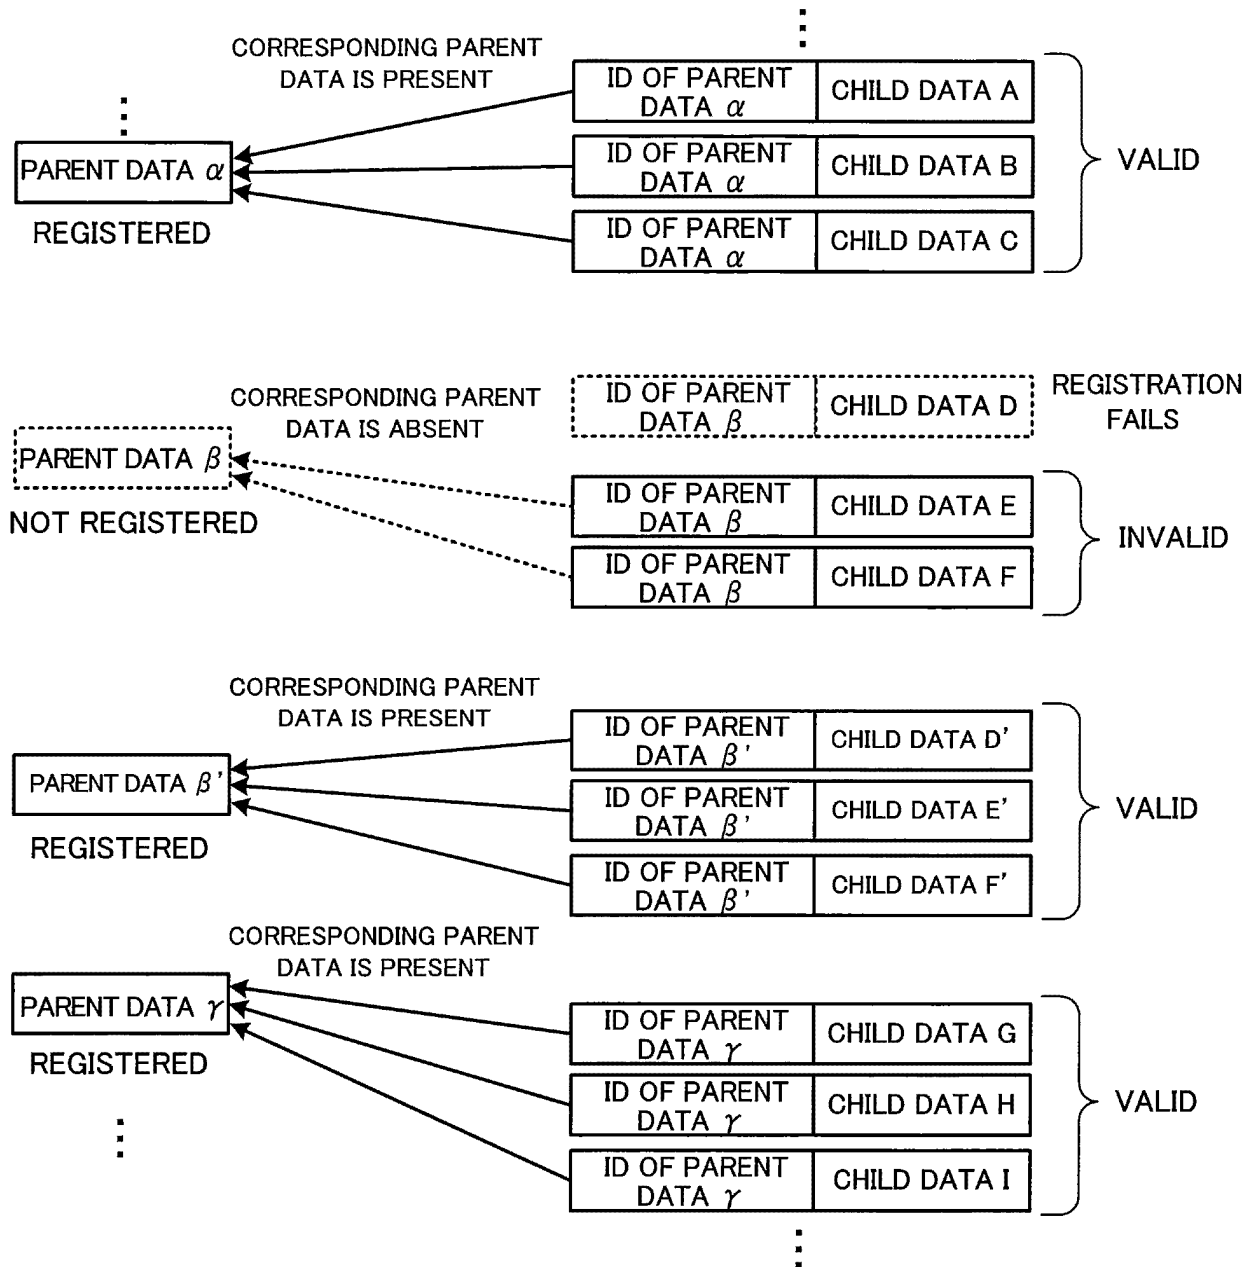 CORRESPONDING PARENT
DATA IS PRESENT
PARENT DATA α
REGISTERED
ID OF PARENT
DATA α
CHILD DATA A
ID OF PARENT
DATA α
CHILD DATA B
ID OF PARENT
DATA α
CHILD DATA C
VALID
CORRESPONDING PARENT
DATA IS ABSENT
PARENT DATA β
NOT REGISTERED
ID OF PARENT
DATA β
CHILD DATA D
REGISTRATION
FAILS
ID OF PARENT
DATA β
CHILD DATA E
ID OF PARENT
DATA β
CHILD DATA F
INVALID
CORRESPONDING PARENT
DATA IS PRESENT
PARENT DATA β'
REGISTERED
ID OF PARENT
DATA β'
CHILD DATA D'
ID OF PARENT
DATA β'
CHILD DATA E'
ID OF PARENT
DATA β'
CHILD DATA F'
VALID
CORRESPONDING PARENT
DATA IS PRESENT
PARENT DATA γ
REGISTERED
ID OF PARENT
DATA γ
CHILD DATA G
ID OF PARENT
DATA γ
CHILD DATA H
ID OF PARENT
DATA γ
CHILD DATA I
VALID